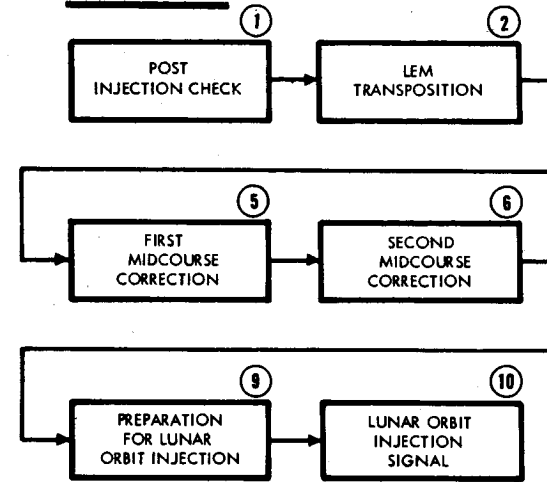 1
POST
INJECTION CHECK
2
LEM
TRANSPOSITION
5
FIRST
MIDCOURSE
CORRECTION
6
SECOND
MIDCOURSE
CORRECTION
9
PREPARATION
FOR LUNAR
ORBIT INJECTION
10
LUNAR ORBIT
INJECTION
SIGNAL